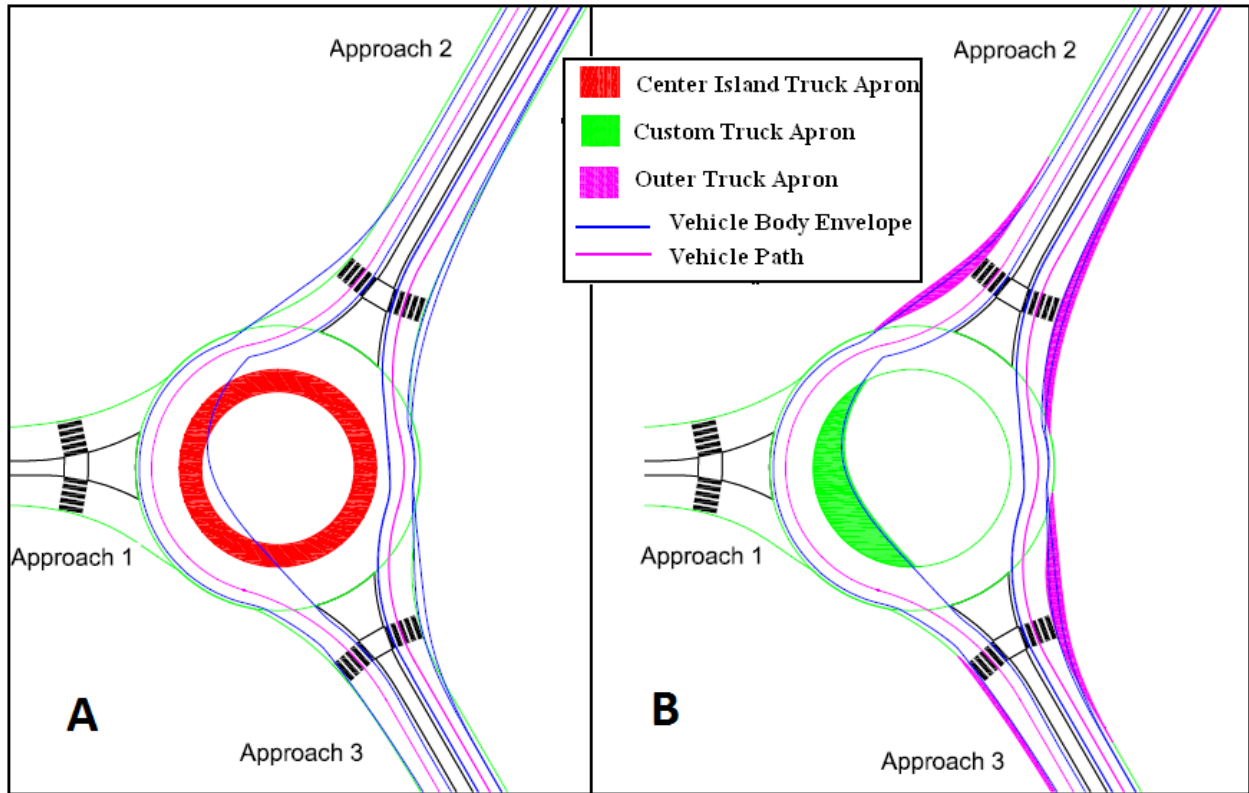 Approach 2
Approach 2
Center Island Truck Apron
Custom Truck Apron
Outer Truck Apron
Vehicle Body Envelope
Vehicle Path
Approach 1
Approach 1
A
B
Approach 3
Approach 3